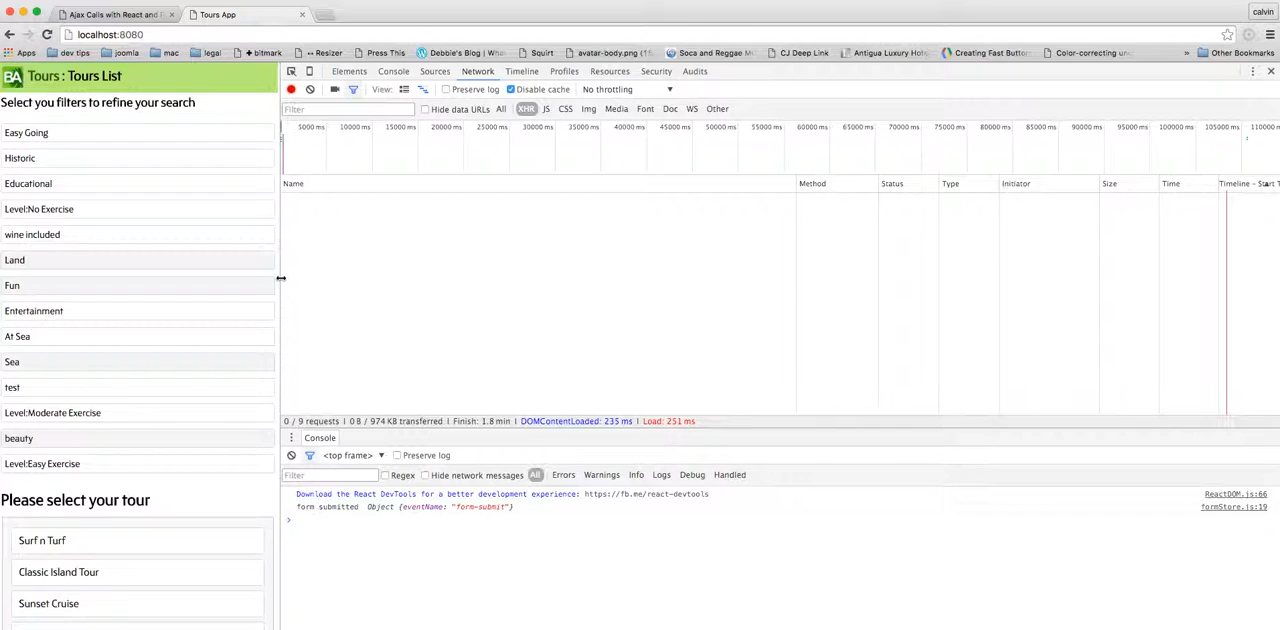 Ajax Calls with React and F
Tours App
calvin
localhost:8080
Apps dev tips joomla mac legal + bitmark ↔ Resizer Press This Debbie's Blog | Wha Squirt avatar-body.png (15 Soca and Reggae M CJ Deep Link Antigua Luxury Hote Creating Fast Button Color-correcting un » Other Bookmarks
BA Tours : Tours List
Select you filters to refine your search
Easy Going
Historic
Educational
Level:No Exercise
wine included
Land
Fun
Entertainment
At Sea
Sea
test
Level:Moderate Exercise
beauty
Level:Easy Exercise
Please select your tour
Surf n Turf
Classic Island Tour
Sunset Cruise
Elements Console Sources Network Timeline Profiles Resources Security Audits
View: Preserve log Disable cache No throttling
Filter Hide data URLs All XHR JS CSS Img Media Font Doc WS Other
5000 ms 10000 ms 15000 ms 20000 ms 25000 ms 30000 ms 35000 ms 40000 ms 45000 ms 50000 ms 55000 ms 60000 ms 65000 ms 70000 ms 75000 ms 80000 ms 85000 ms 90000 ms 95000 ms 100000 ms 105000 ms 110000 m
Name Method Status Type Initiator Size Time Timeline – Start T
0 / 9 requests | 0 B / 974 KB transferred | Finish: 1.8 min | DOMContentLoaded: 235 ms | Load: 251 ms
Console
<top frame> Preserve log
Filter Regex Hide network messages All Errors Warnings Info Logs Debug Handled
Download the React DevTools for a better development experience: https://fb.me/react-devtools ReactDOM.js:66
form submitted Object {eventName: "form-submit"} formStore.js:19
>